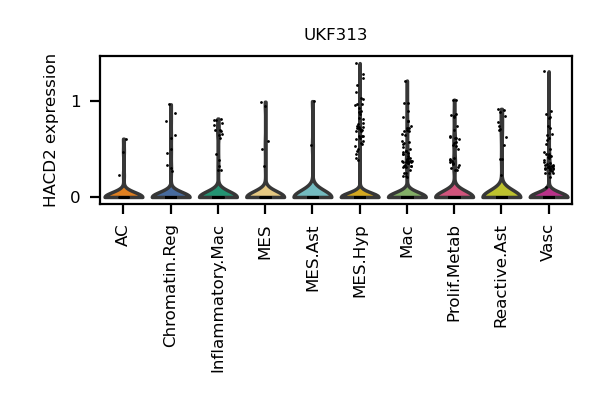 UKF313
HACD2 expression
1
0
AC
Chromatin.Reg
Inflammatory.Mac
MES
MES.Ast
MES.Hyp
Mac
Prolif.Metab
Reactive.Ast
Vasc